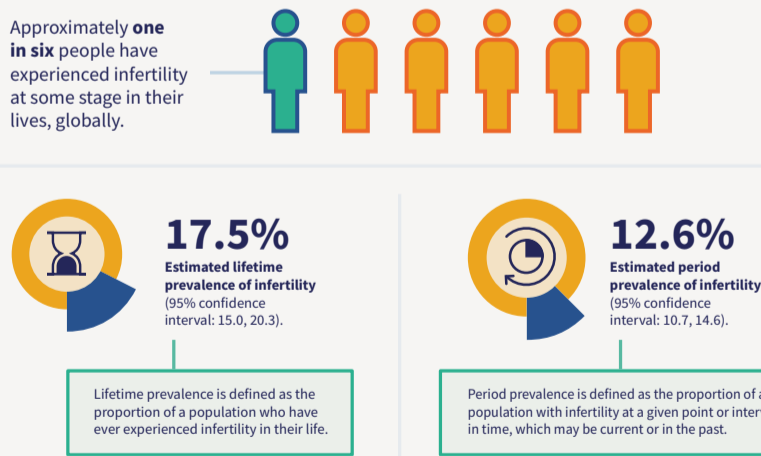 Approximately one
in six people have
experienced infertility
at some stage in their
lives, globally.
17.5%
Estimated lifetime
prevalence of infertility
(95% confidence
interval: 15.0, 20.3).
Lifetime prevalence is defined as the
proportion of a population who have
ever experienced infertility in their life.
12.6%
Estimated period
prevalence of infertility
(95% confidence
interval: 10.7, 14.6).
Period prevalence is defined as the proportion of
population with infertility at a given point or
in time, which may be current or in the past.